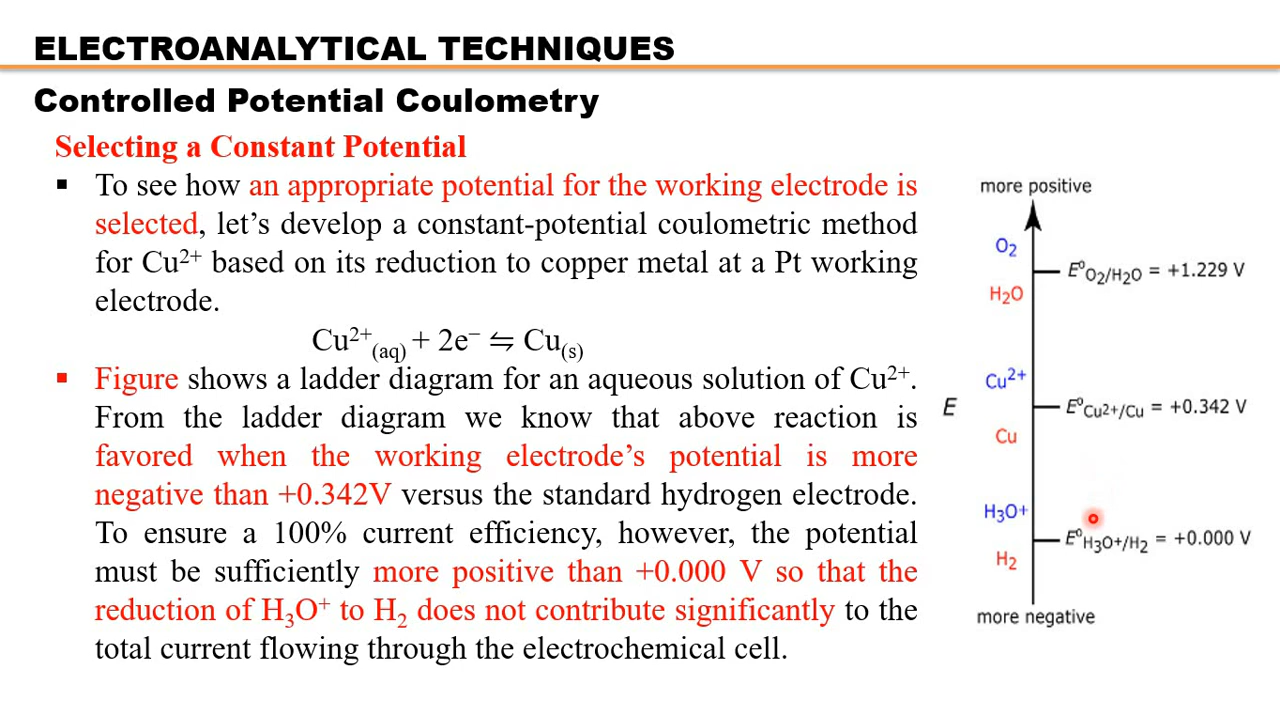 ELECTROANALYTICAL TECHNIQUES
Controlled Potential Coulometry
Selecting a Constant Potential
▪ To see how an appropriate potential for the working electrode is
selected, let’s develop a constant-potential coulometric method
for Cu²⁺ based on its reduction to copper metal at a Pt working
electrode.
Cu²⁺(aq) + 2e⁻ ⇋ Cu(s)
▪ Figure shows a ladder diagram for an aqueous solution of Cu²⁺.
From the ladder diagram we know that above reaction is
favored when the working electrode’s potential is more
negative than +0.342V versus the standard hydrogen electrode.
To ensure a 100% current efficiency, however, the potential
must be sufficiently more positive than +0.000 V so that the
reduction of H₃O⁺ to H₂ does not contribute significantly to the
total current flowing through the electrochemical cell.
more positive
O₂
E⁰O₂/H₂O = +1.229 V
H₂O
Cu²⁺
E
E⁰Cu²⁺/Cu = +0.342 V
Cu
H₃O⁺
E⁰H₃O⁺/H₂ = +0.000 V
H₂
more negative